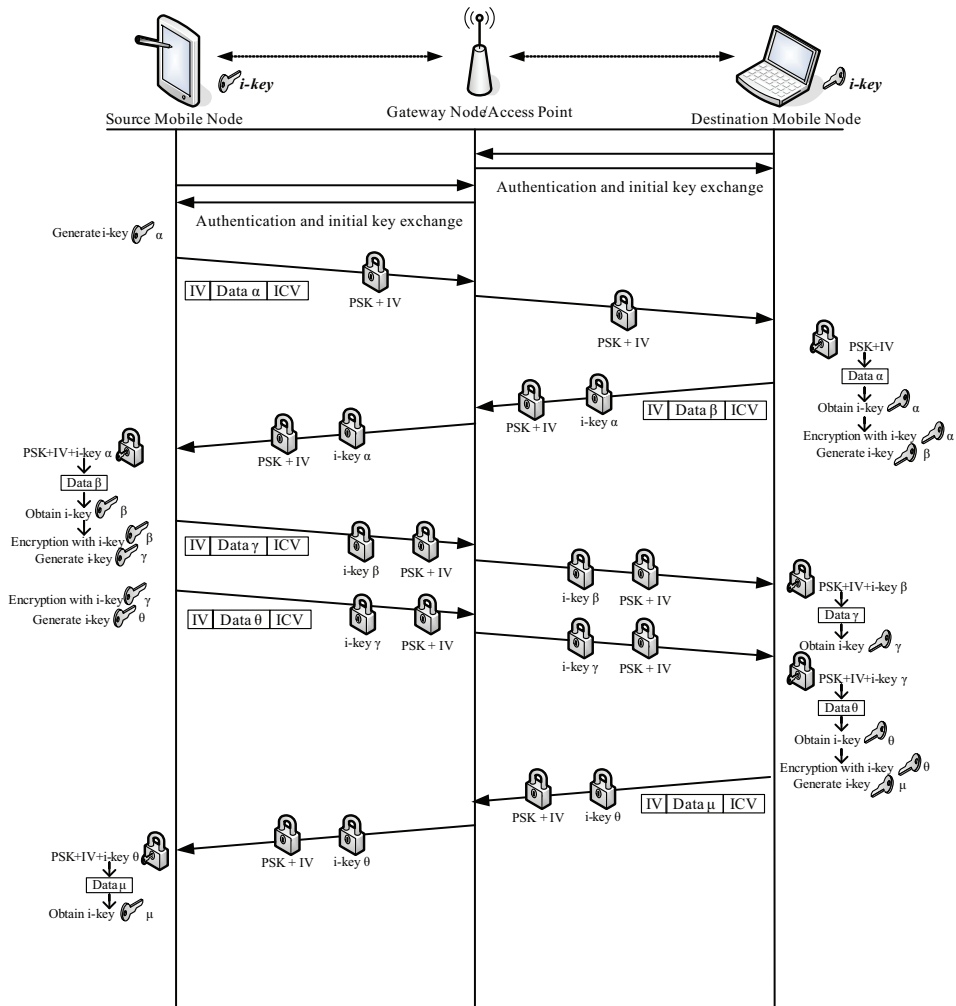 i-key
i-key
Source Mobile Node
Gateway Node/Access Point
Destination Mobile Node
Authentication and initial key exchange
Authentication and initial key exchange
Generate i-key α
IV Data α ICV
PSK + IV
PSK + IV
PSK+IV
Data α
Obtain i-key α
Encryption with i-key α
Generate i-key β
IV Data β ICV
i-key α
PSK + IV
i-key α
PSK + IV
PSK+IV+i-key α
Data β
Obtain i-key β
Encryption with i-key β
Generate i-key γ
IV Data γ ICV
i-key β
PSK + IV
i-key β
PSK + IV
PSK+IV+i-key β
Data γ
Obtain i-key γ
Encryption with i-key γ
Generate i-key θ
IV Data θ ICV
i-key γ
PSK + IV
i-key γ
PSK + IV
PSK+IV+i-key γ
Data θ
Obtain i-key θ
Encryption with i-key θ
Generate i-key μ
IV Data μ ICV
i-key θ
PSK + IV
PSK + IV
i-key θ
PSK+IV+i-key θ
Data μ
Obtain i-key μ